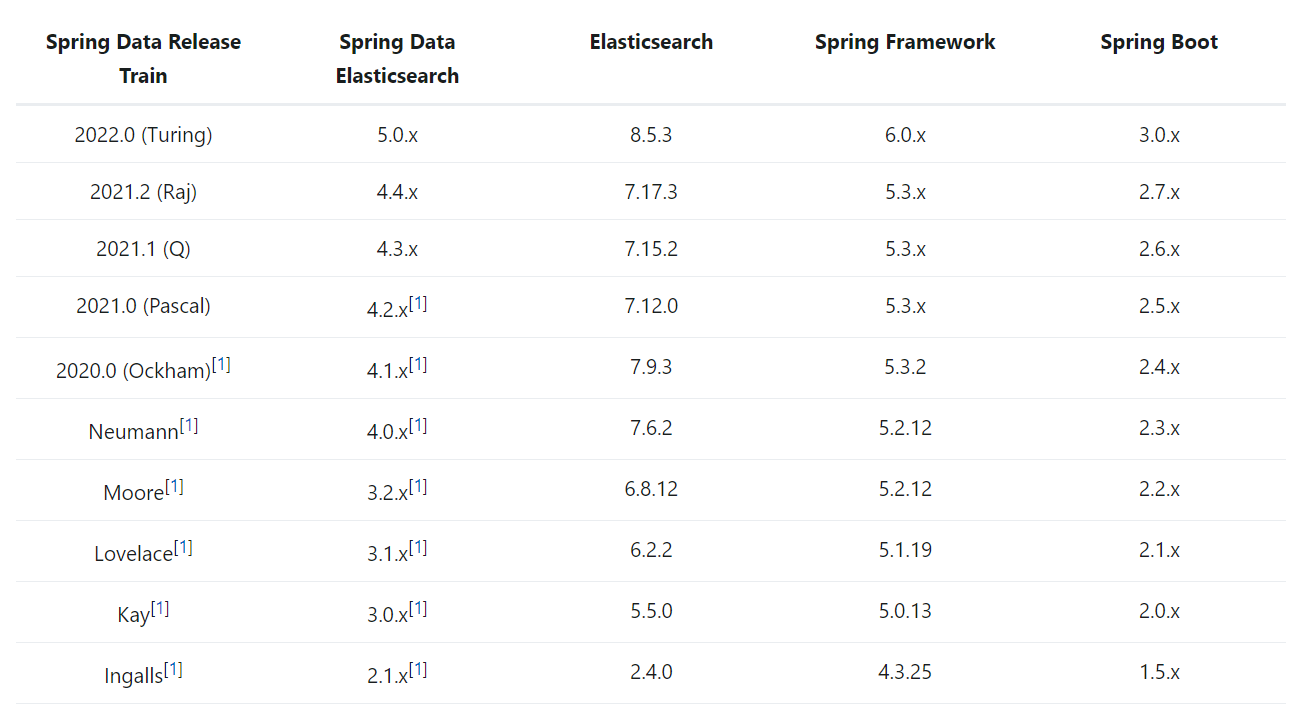 Spring Data Release Train Spring Data Elasticsearch Elasticsearch Spring Framework Spring Boot
2022.0 (Turing) 5.0.x 8.5.3 6.0.x 3.0.x
2021.2 (Raj) 4.4.x 7.17.3 5.3.x 2.7.x
2021.1 (Q) 4.3.x 7.15.2 5.3.x 2.6.x
2021.0 (Pascal) 4.2.x[1] 7.12.0 5.3.x 2.5.x
2020.0 (Ockham)[1] 4.1.x[1] 7.9.3 5.3.2 2.4.x
Neumann[1] 4.0.x[1] 7.6.2 5.2.12 2.3.x
Moore[1] 3.2.x[1] 6.8.12 5.2.12 2.2.x
Lovelace[1] 3.1.x[1] 6.2.2 5.1.19 2.1.x
Kay[1] 3.0.x[1] 5.5.0 5.0.13 2.0.x
Ingalls[1] 2.1.x[1] 2.4.0 4.3.25 1.5.x